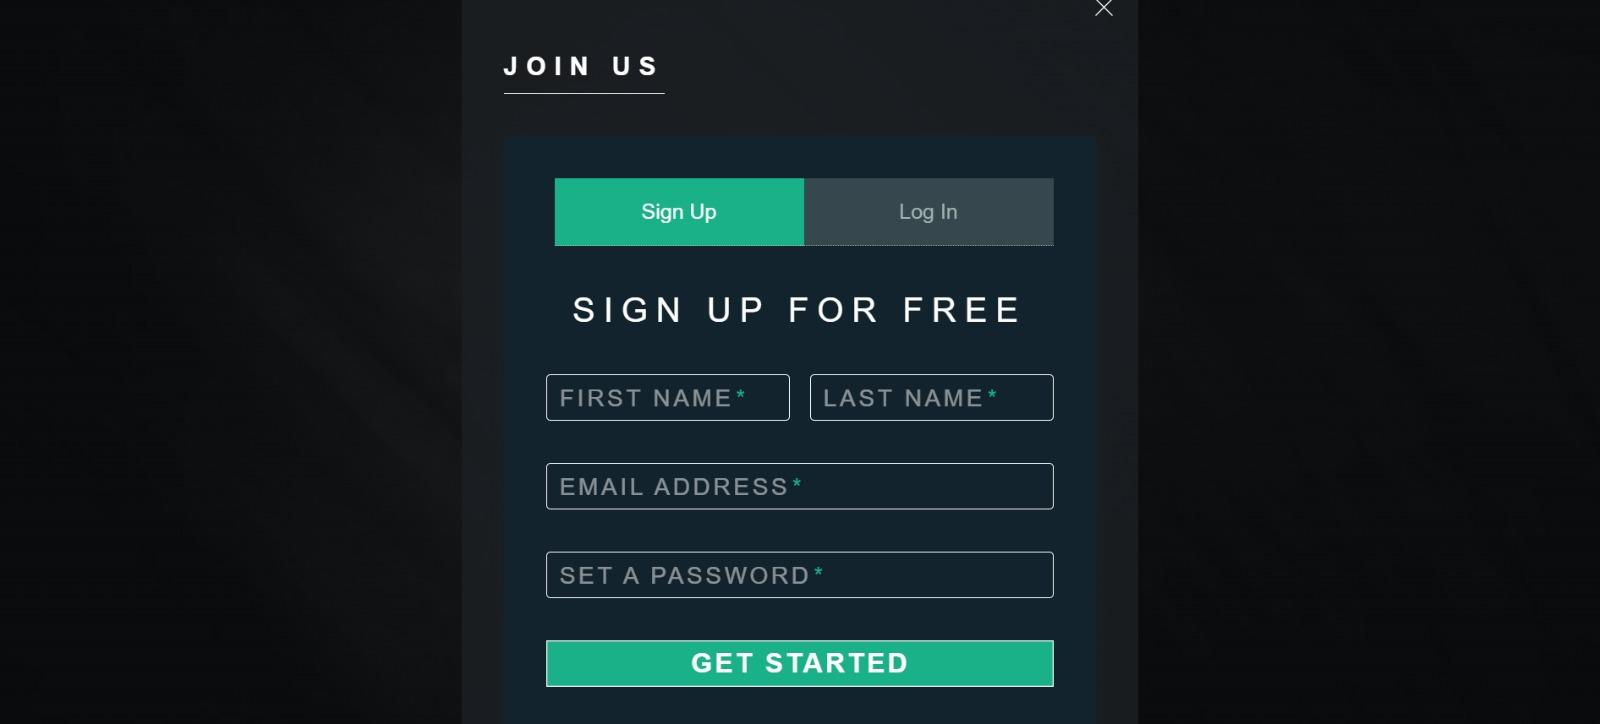 JOIN US
Sign Up
Log In
SIGN UP FOR FREE
FIRST NAME*
LAST NAME*
EMAIL ADDRESS*
SET A PASSWORD*
GET STARTED